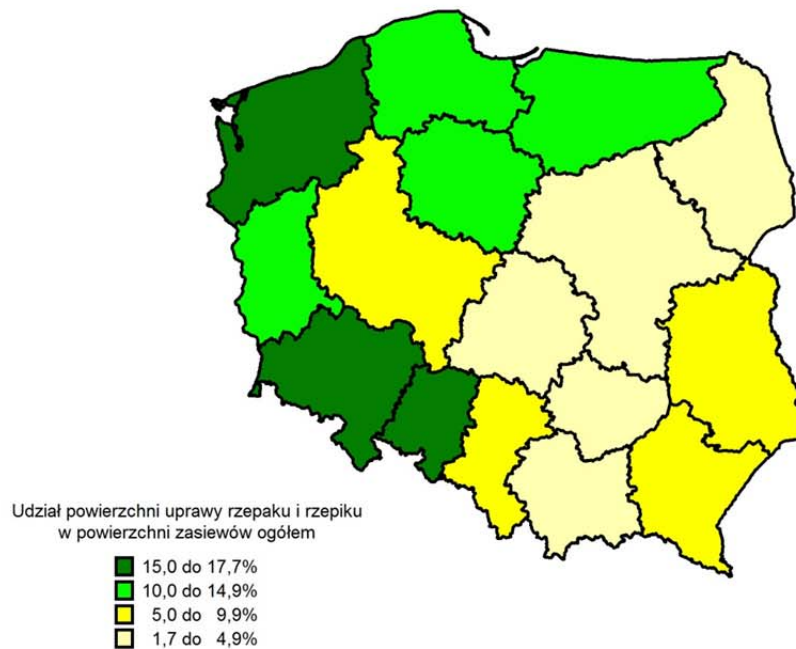 Udział powierzchni uprawy rzepaku i rzepiku
w powierzchni zasiewów ogółem
15,0 do 17,7%
10,0 do 14,9%
5,0 do 9,9%
1,7 do 4,9%